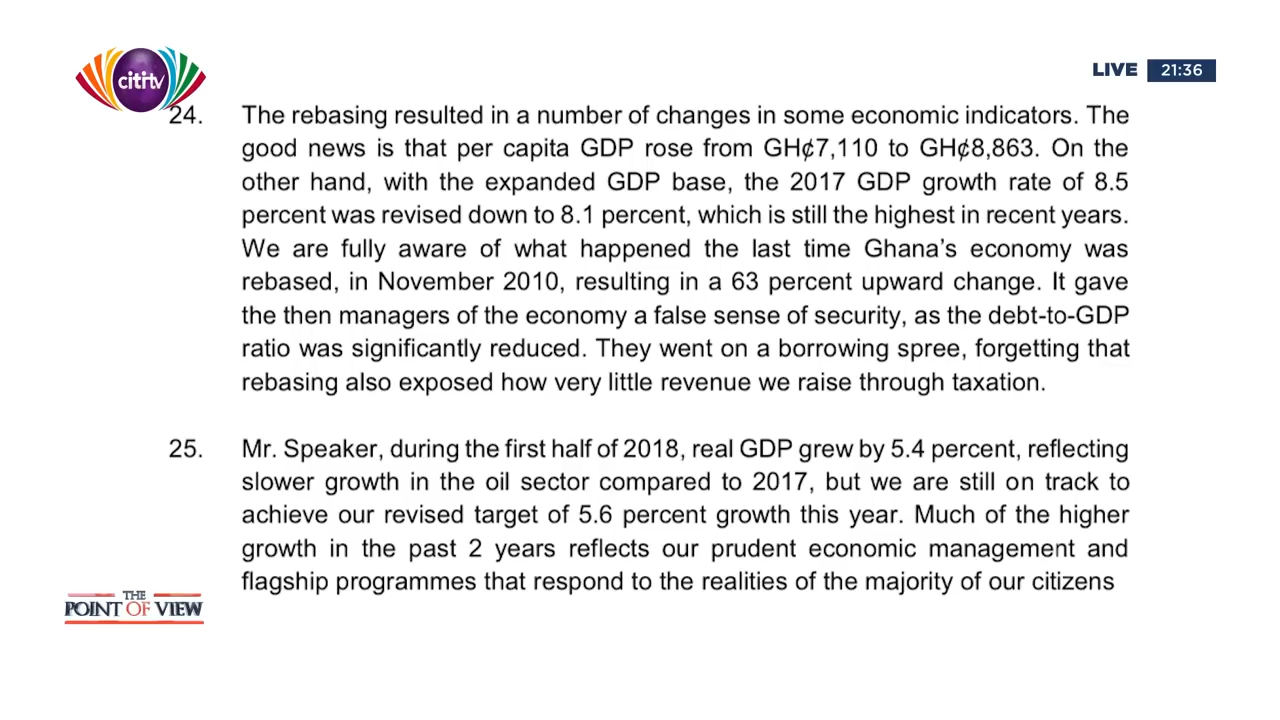 citi tv
LIVE 21:36
24. The rebasing resulted in a number of changes in some economic indicators. The
good news is that per capita GDP rose from GH¢7,110 to GH¢8,863. On the
other hand, with the expanded GDP base, the 2017 GDP growth rate of 8.5
percent was revised down to 8.1 percent, which is still the highest in recent years.
We are fully aware of what happened the last time Ghana’s economy was
rebased, in November 2010, resulting in a 63 percent upward change. It gave
the then managers of the economy a false sense of security, as the debt-to-GDP
ratio was significantly reduced. They went on a borrowing spree, forgetting that
rebasing also exposed how very little revenue we raise through taxation.
25. Mr. Speaker, during the first half of 2018, real GDP grew by 5.4 percent, reflecting
slower growth in the oil sector compared to 2017, but we are still on track to
achieve our revised target of 5.6 percent growth this year. Much of the higher
growth in the past 2 years reflects our prudent economic management and
flagship programmes that respond to the realities of the majority of our citizens
THE
POINT OF VIEW